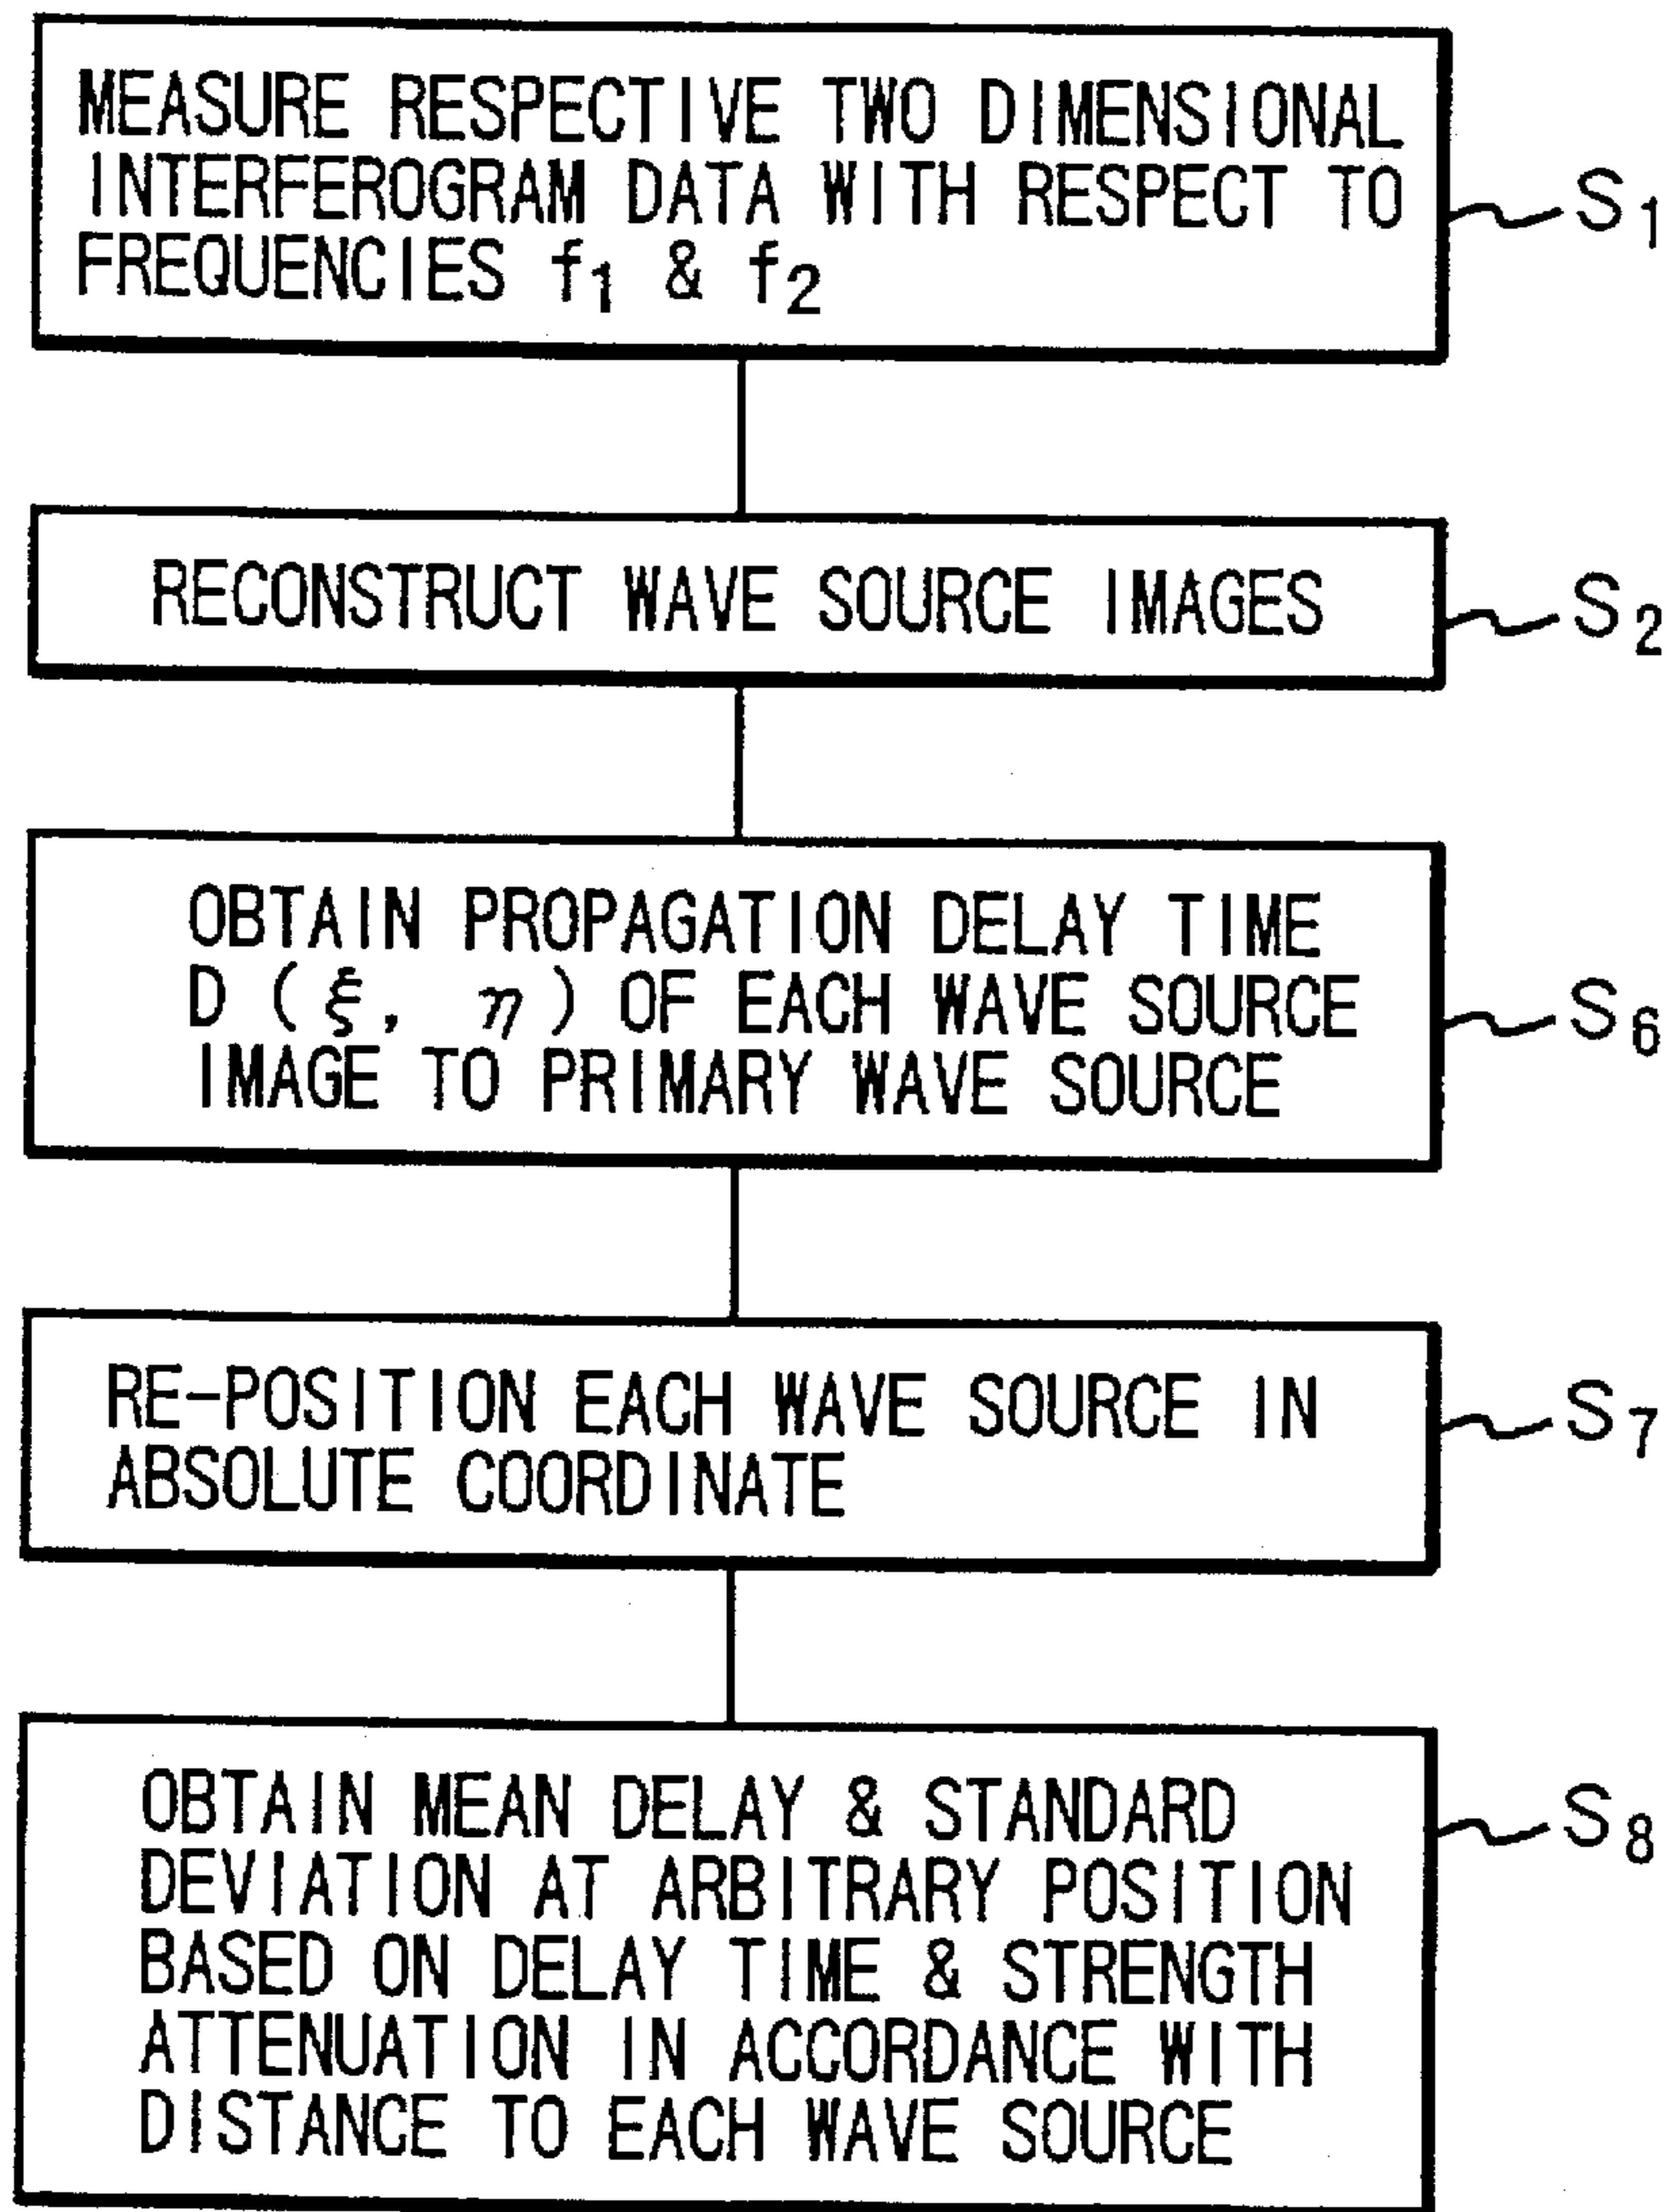 MEASURE RESPECTIVE TWO DIMENSIONAL
INTERFEROGRAM DATA WITH RESPECT TO
FREQUENCIES f1 & f2
S1
RECONSTRUCT WAVE SOURCE IMAGES
S2
OBTAIN PROPAGATION DELAY TIME
D (ξ, η) OF EACH WAVE SOURCE
IMAGE TO PRIMARY WAVE SOURCE
S6
RE-POSITION EACH WAVE SOURCE IN
ABSOLUTE COORDINATE
S7
OBTAIN MEAN DELAY & STANDARD
DEVIATION AT ARBITRARY POSITION
BASED ON DELAY TIME & STRENGTH
ATTENUATION IN ACCORDANCE WITH
DISTANCE TO EACH WAVE SOURCE
S8